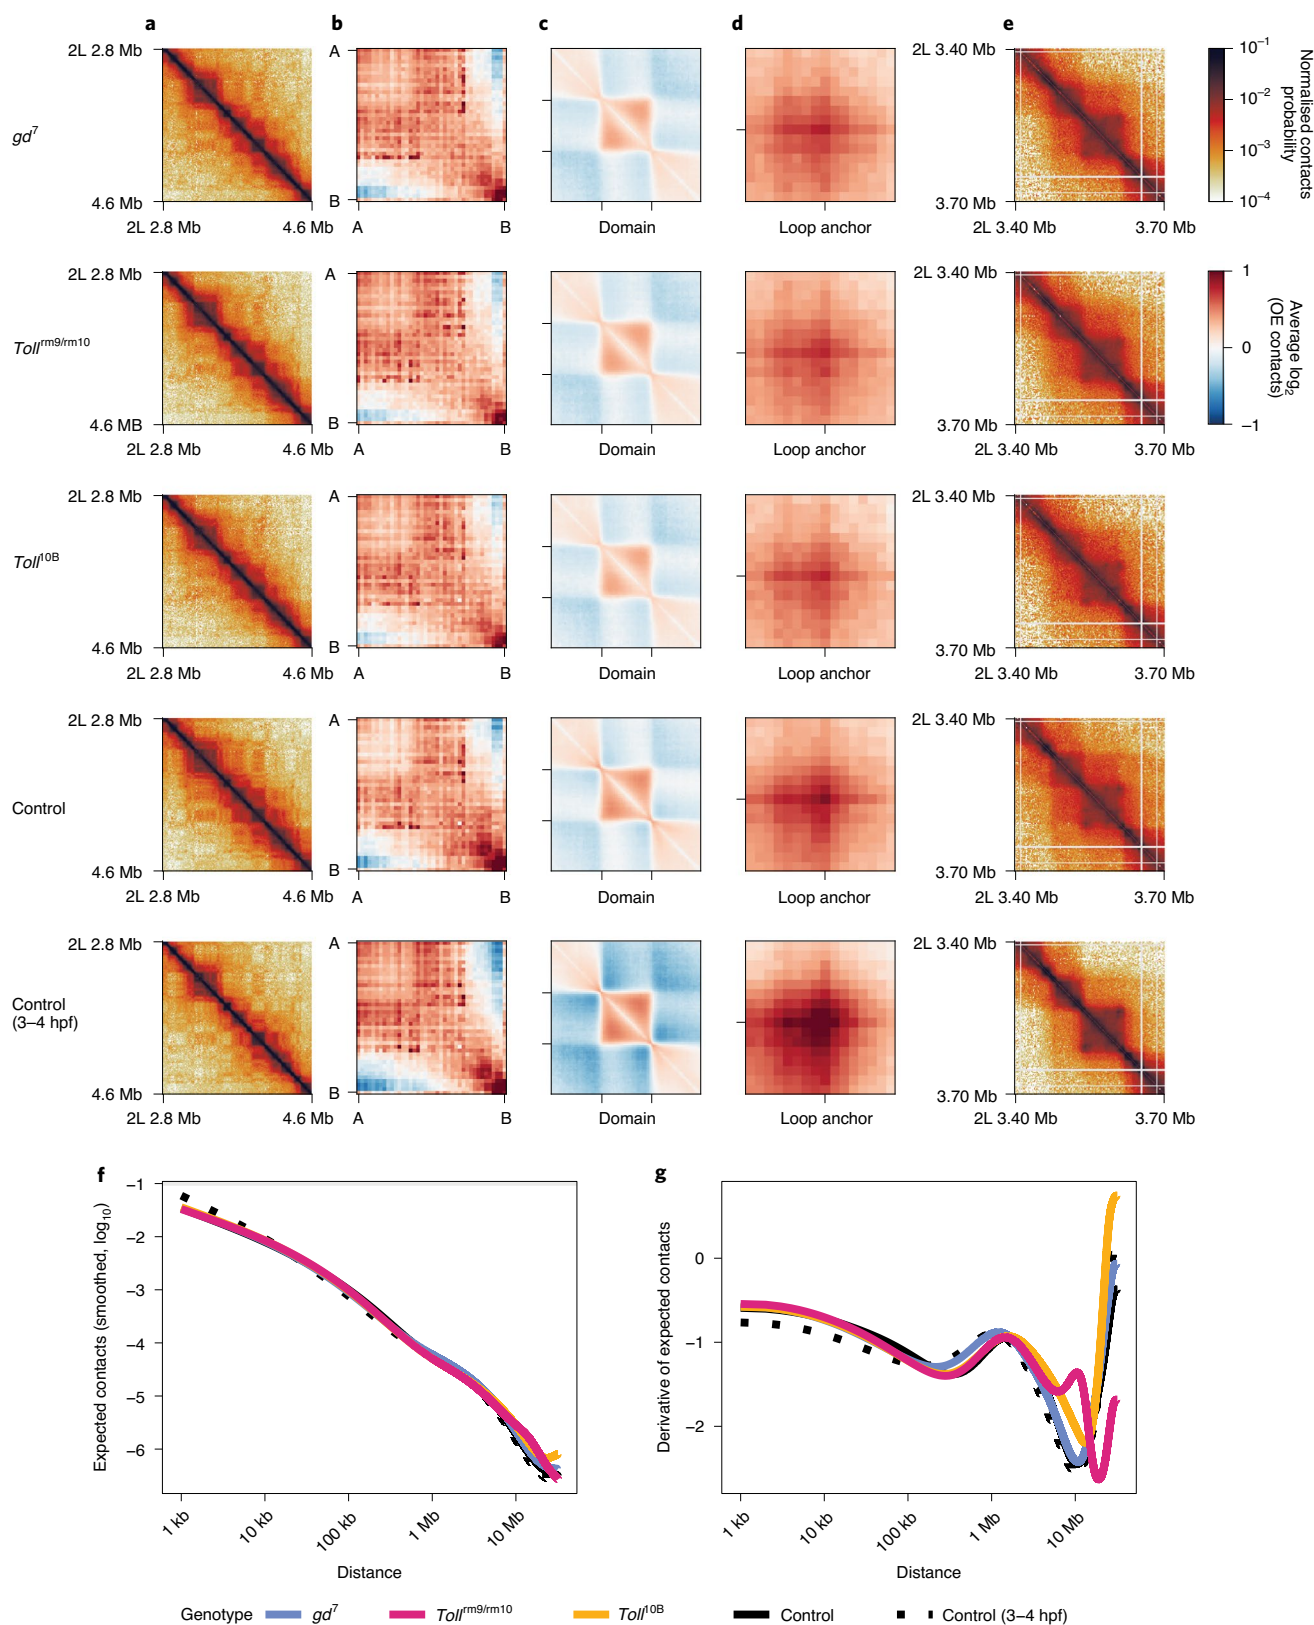 a b c d e
2L 2.8 Mb A 2L 3.40 Mb 10⁻¹
gd⁷ 10⁻²
10⁻³
4.6 Mb B 3.70 Mb 10⁻⁴
Normalised contacts
probability
2L 2.8 Mb 4.6 Mb A B Domain Loop anchor 2L 3.40 Mb 3.70 Mb
2L 2.8 Mb A 2L 3.40 Mb 1
Toll^rm9/rm10 0
4.6 MB B 3.70 Mb –1
Average log₂
(OE contacts)
2L 2.8 Mb 4.6 Mb A B Domain Loop anchor 2L 3.40 Mb 3.70 Mb
2L 2.8 Mb A 2L 3.40 Mb
Toll^10B
4.6 Mb B 3.70 Mb
2L 2.8 Mb 4.6 Mb A B Domain Loop anchor 2L 3.40 Mb 3.70 Mb
2L 2.8 Mb A 2L 3.40 Mb
Control
4.6 Mb B 3.70 Mb
2L 2.8 Mb 4.6 Mb A B Domain Loop anchor 2L 3.40 Mb 3.70 Mb
2L 2.8 Mb A 2L 3.40 Mb
Control
(3–4 hpf)
4.6 Mb B 3.70 Mb
2L 2.8 Mb 4.6 Mb A B Domain Loop anchor 2L 3.40 Mb 3.70 Mb
f
Expected contacts (smoothed, log₁₀)
–1
–2
–3
–4
–5
–6
1 kb 10 kb 100 kb 1 Mb 10 Mb
Distance
g
Derivative of expected contacts
0
–1
–2
1 kb 10 kb 100 kb 1 Mb 10 Mb
Distance
Genotype gd⁷ Toll^rm9/rm10 Toll^10B Control Control (3–4 hpf)